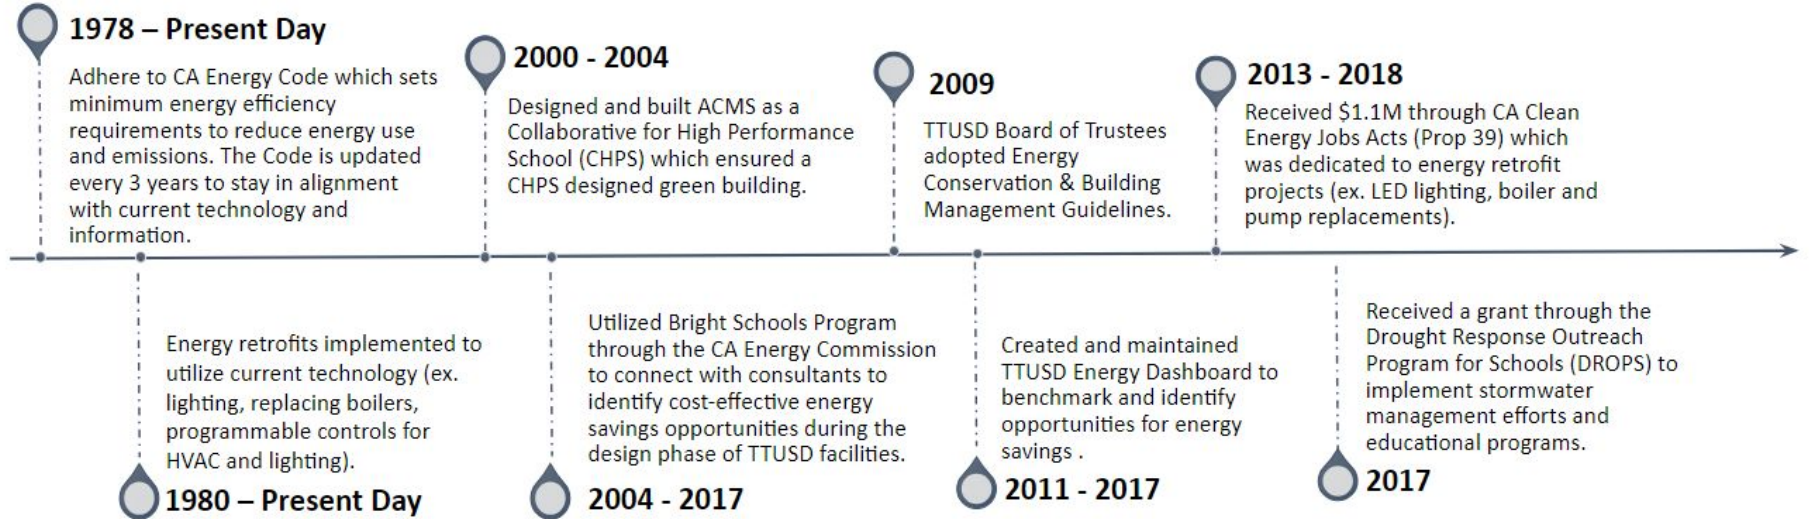 1978 – Present Day
Adhere to CA Energy Code which sets
minimum energy efficiency
requirements to reduce energy use
and emissions. The Code is updated
every 3 years to stay in alignment
with current technology and
information.
2000 - 2004
Designed and built ACMS as a
Collaborative for High Performance
School (CHPS) which ensured a
CHPS designed green building.
2009
TTUSD Board of Trustees
adopted Energy
Conservation & Building
Management Guidelines.
2013 - 2018
Received $1.1M through CA Clean
Energy Jobs Acts (Prop 39) which
was dedicated to energy retrofit
projects (ex. LED lighting, boiler and
pump replacements).
Energy retrofits implemented to
utilize current technology (ex.
lighting, replacing boilers,
programmable controls for
HVAC and lighting).
1980 – Present Day
Utilized Bright Schools Program
through the CA Energy Commission
to connect with consultants to
identify cost-effective energy
savings opportunities during the
design phase of TTUSD facilities.
2004 - 2017
Created and maintained
TTUSD Energy Dashboard to
benchmark and identify
opportunities for energy
savings .
2011 - 2017
Received a grant through the
Drought Response Outreach
Program for Schools (DROPS) to
implement stormwater
management efforts and
educational programs.
2017